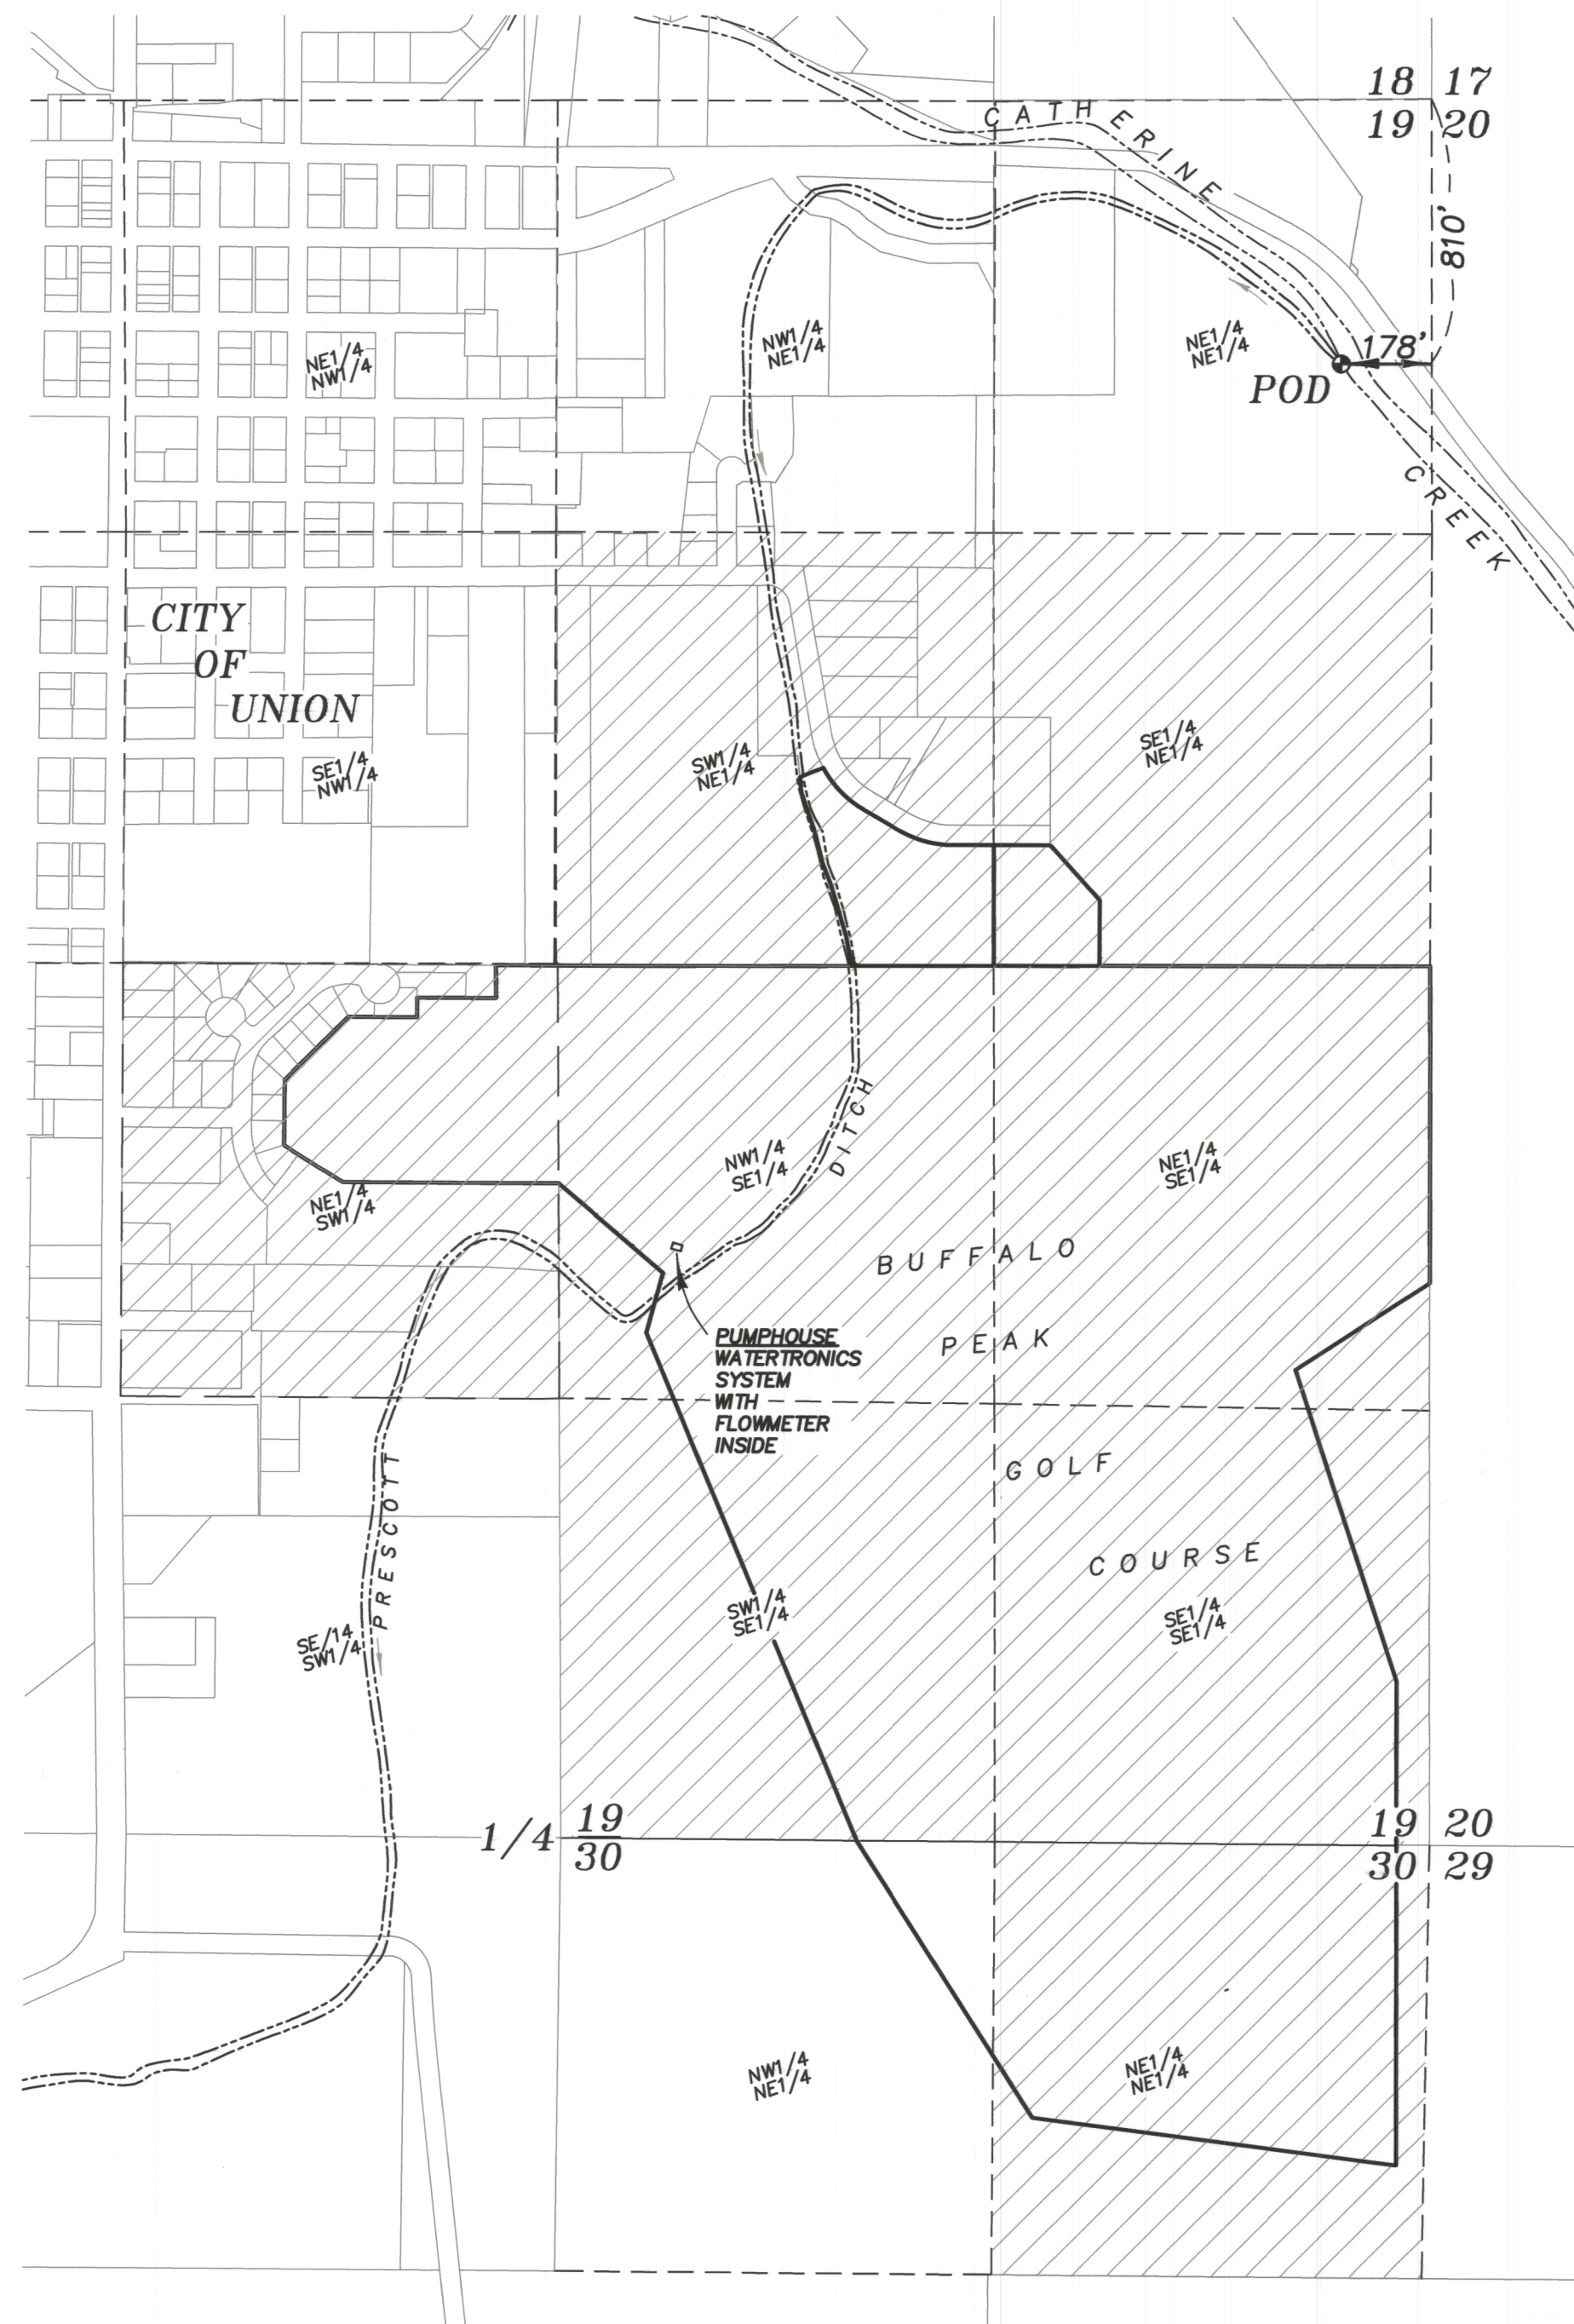 18 17
19 20
CATHERINE
810'
NW1/4
NE1/4
NE1/4
NE1/4
178'
POD
NE1/4
NW1/4
CREEK
CITY
OF
UNION
SE1/4
NW1/4
SW1/4
NE1/4
SE1/4
NE1/4
DITCH
NW1/4
SE1/4
NE1/4
SE1/4
NE1/4
SW1/4
BUFFALO
PEAK
PUMPHOUSE
WATERTRONICS
SYSTEM
WITH
FLOWMETER
INSIDE
GOLF
COURSE
PRESCOTT
SW1/4
SE1/4
SE1/4
SE1/4
SE/14
SW1/4
1/4 19
30
19 20
30 29
NW1/4
NE1/4
NE1/4
NE1/4